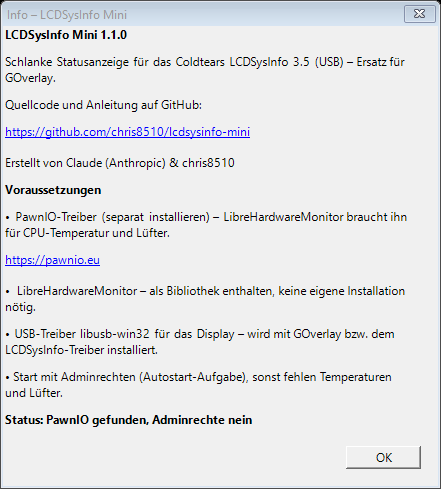 Info – LCDSysInfo Mini
LCDSysInfo Mini 1.1.0
Schlanke Statusanzeige für das Coldtears LCDSysInfo 3.5 (USB) – Ersatz für
GOverlay.
Quellcode und Anleitung auf GitHub:
https://github.com/chris8510/lcdsysinfo-mini
Erstellt von Claude (Anthropic) & chris8510
Voraussetzungen
• PawnIO-Treiber (separat installieren) – LibreHardwareMonitor braucht ihn
für CPU-Temperatur und Lüfter.
https://pawnio.eu
• LibreHardwareMonitor – als Bibliothek enthalten, keine eigene Installation
nötig.
• USB-Treiber libusb-win32 für das Display – wird mit GOverlay bzw. dem
LCDSysInfo-Treiber installiert.
• Start mit Adminrechten (Autostart-Aufgabe), sonst fehlen Temperaturen
und Lüfter.
Status: PawnIO gefunden, Adminrechte nein
OK